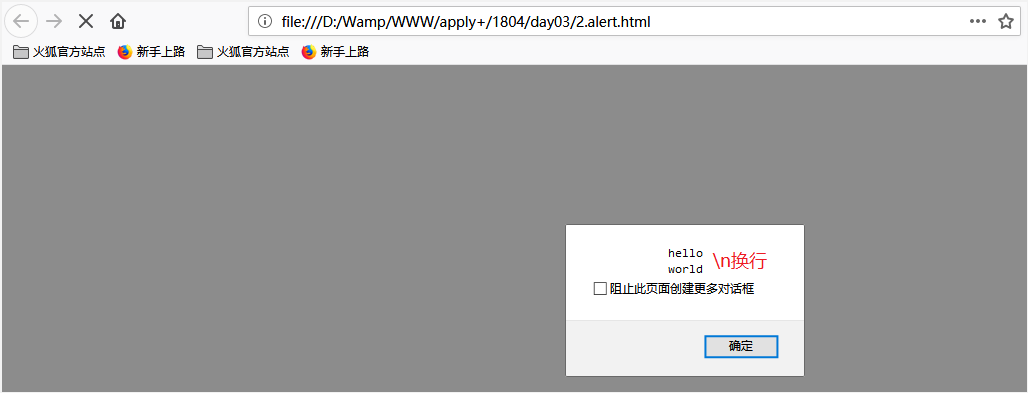 file:///D:/Wamp/WWW/apply+/1804/day03/2.alert.html
火狐官方站点 新手上路 火狐官方站点 新手上路
hello
world
\n换行
阻止此页面创建更多对话框
确定